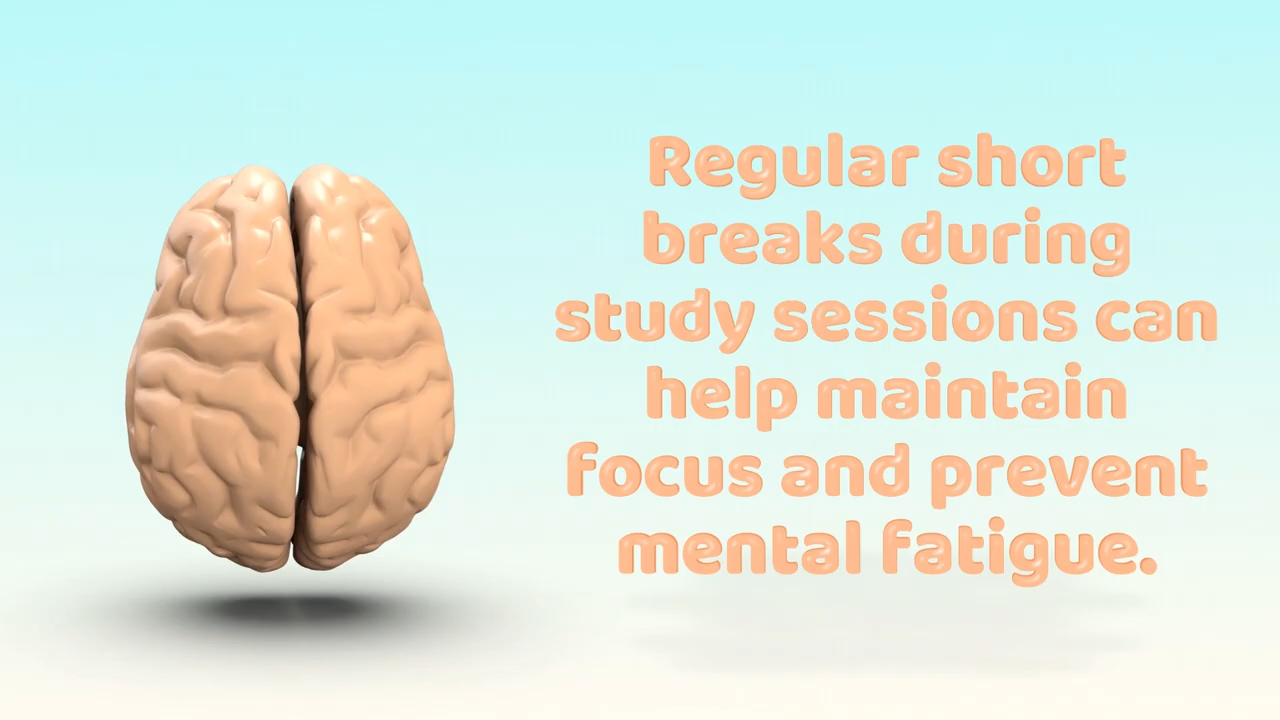 Regular short
breaks during
study sessions can
help maintain
focus and prevent
mental fatigue.